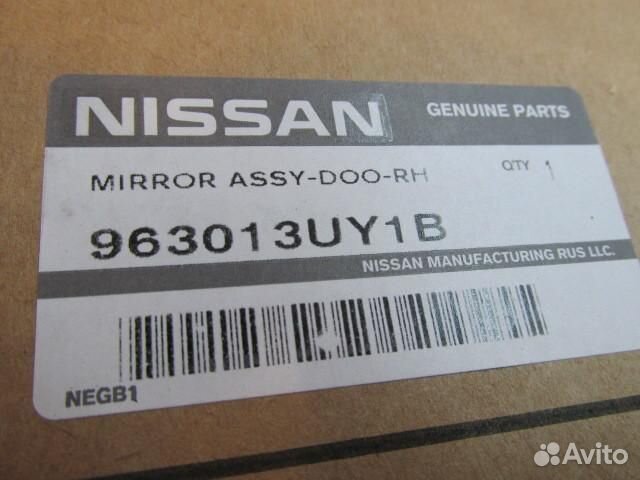 NISSAN GENUINE PARTS
MIRROR ASSY-DOO-RH QTY 1
963013UY1B
NISSAN MANUFACTURING RUS LLC.
NEGB1
Avito